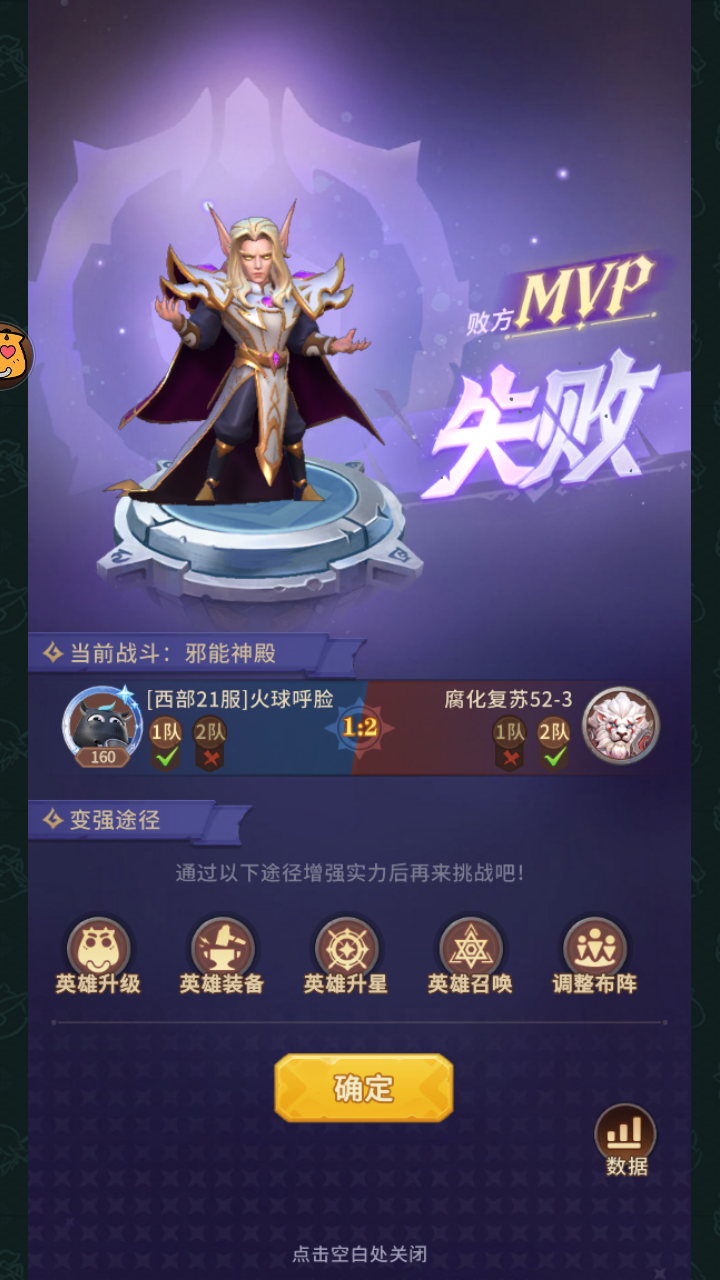 败方MVP
失败
当前战斗：邪能神殿
[西部21服]火球呼脸
1:2
腐化复苏52-3
1队 2队
1队 2队
160
变强途径
通过以下途径增强实力后再来挑战吧！
英雄升级 英雄装备 英雄升星 英雄召唤 调整布阵
确定
数据
点击空白处关闭